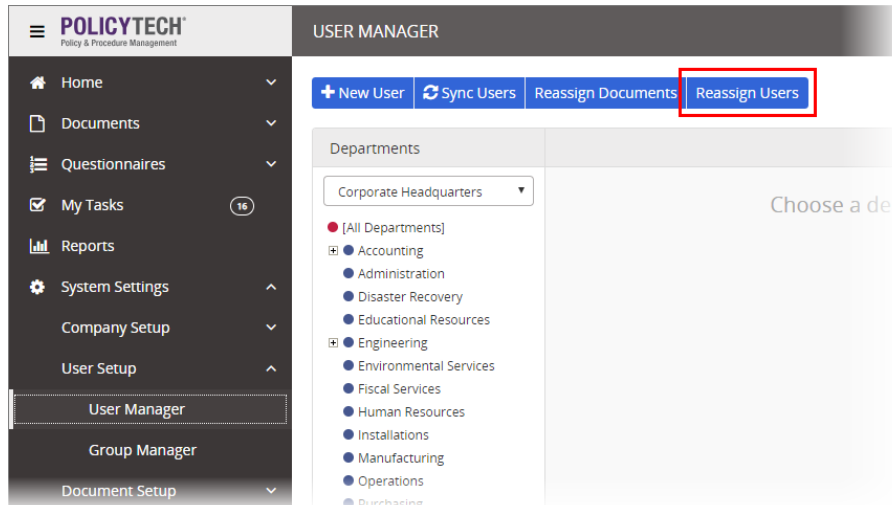 POLICYTECH®
Policy & Procedure Management
USER MANAGER
Home
Documents
Questionnaires
My Tasks 16
Reports
System Settings
Company Setup
User Setup
User Manager
Group Manager
Document Setup
New User Sync Users Reassign Documents Reassign Users
Departments
Corporate Headquarters
[All Departments]
Accounting
Administration
Disaster Recovery
Educational Resources
Engineering
Environmental Services
Fiscal Services
Human Resources
Installations
Manufacturing
Operations
Purchasing
Choose a de